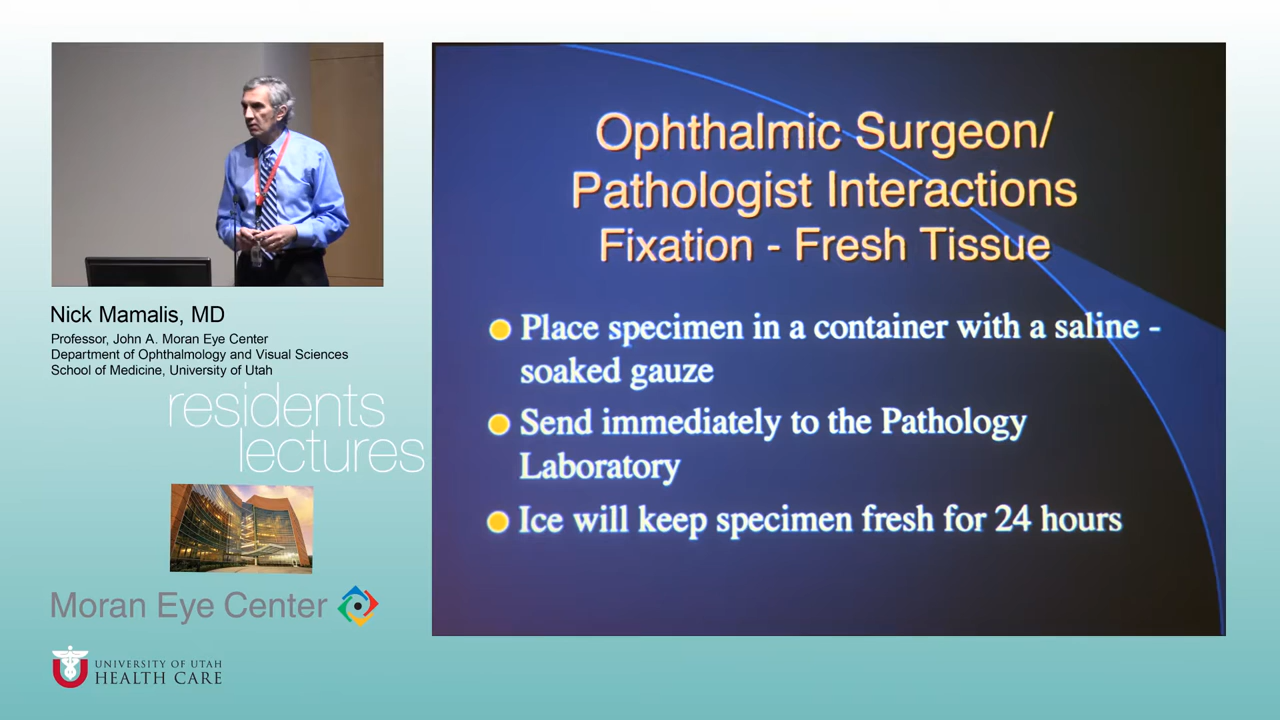 Ophthalmic Surgeon/
Pathologist Interactions
Fixation - Fresh Tissue
Place specimen in a container with a saline -
soaked gauze
Send immediately to the Pathology
Laboratory
Ice will keep specimen fresh for 24 hours
Nick Mamalis, MD
Professor, John A. Moran Eye Center
Department of Ophthalmology and Visual Sciences
School of Medicine, University of Utah
residents
lectures
Moran Eye Center
UNIVERSITY OF UTAH
HEALTH CARE